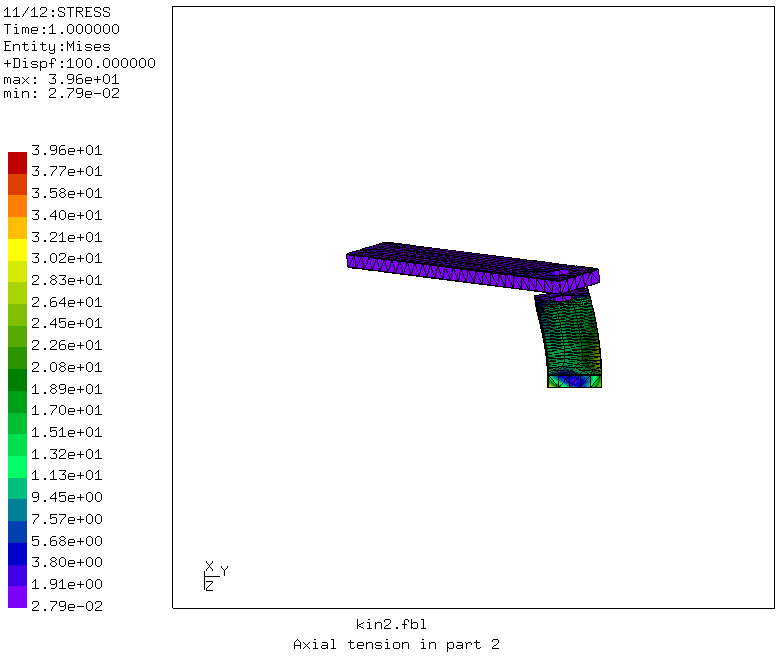 11/12:STRESS
Time:1.000000
Entity:Mises
+Dispf:100.000000
max: 3.96e+01
min: 2.79e-02
3.96e+01
3.77e+01
3.58e+01
3.40e+01
3.21e+01
3.02e+01
2.83e+01
2.64e+01
2.45e+01
2.26e+01
2.08e+01
1.89e+01
1.70e+01
1.51e+01
1.32e+01
1.13e+01
9.45e+00
7.57e+00
5.68e+00
3.80e+00
1.91e+00
2.79e-02
X
Y
Z
kin2.fbl
Axial tension in part 2